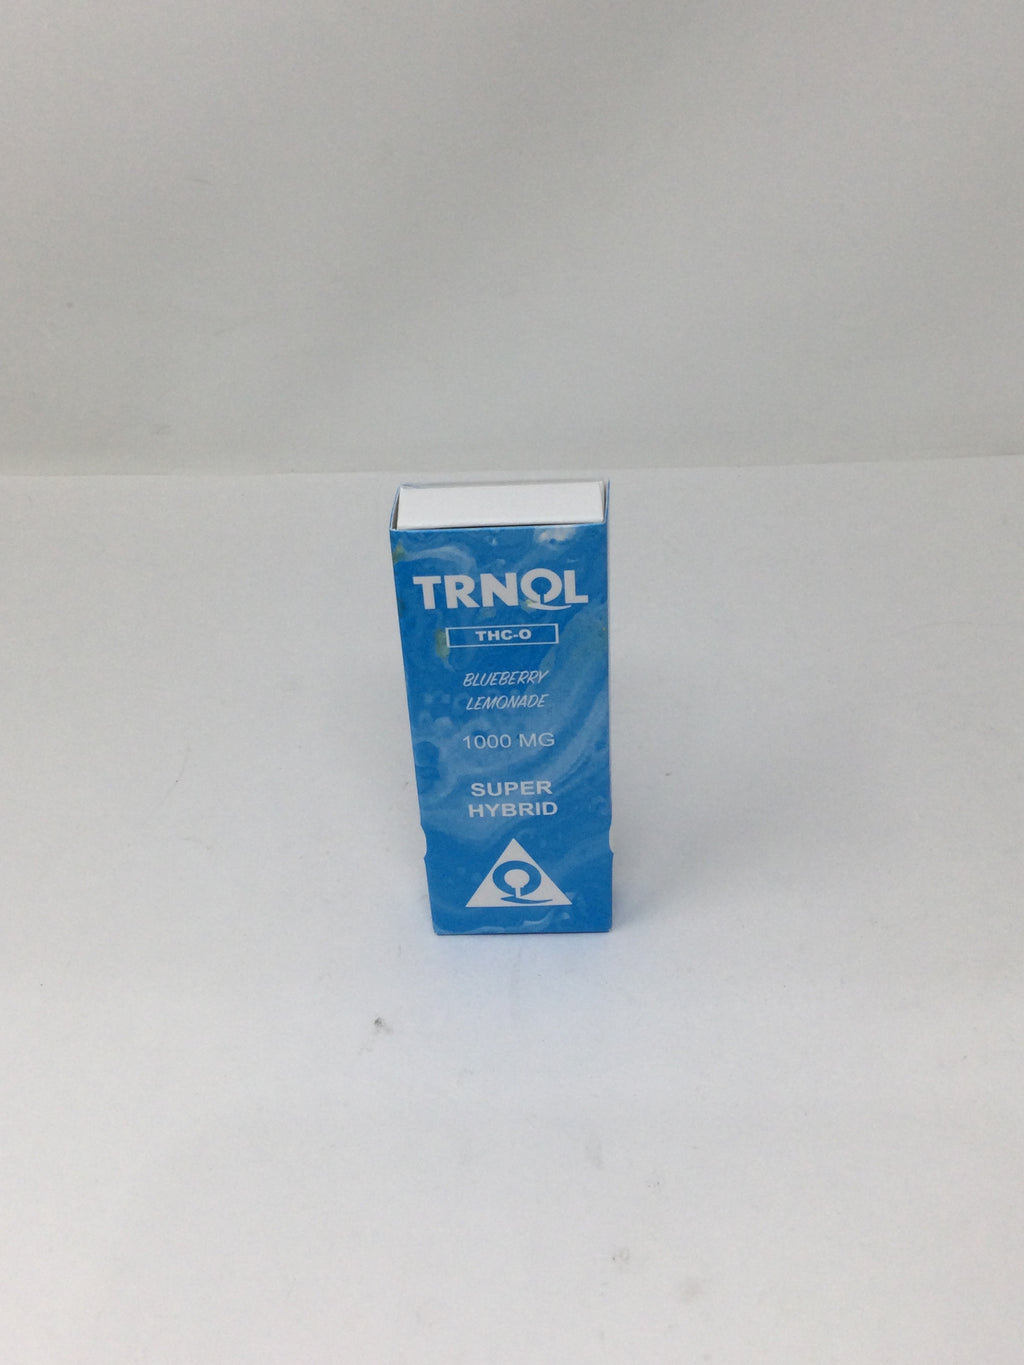 TRNQL
THC-O
BLUEBERRY
LEMONADE
1000 MG
SUPER
HYBRID